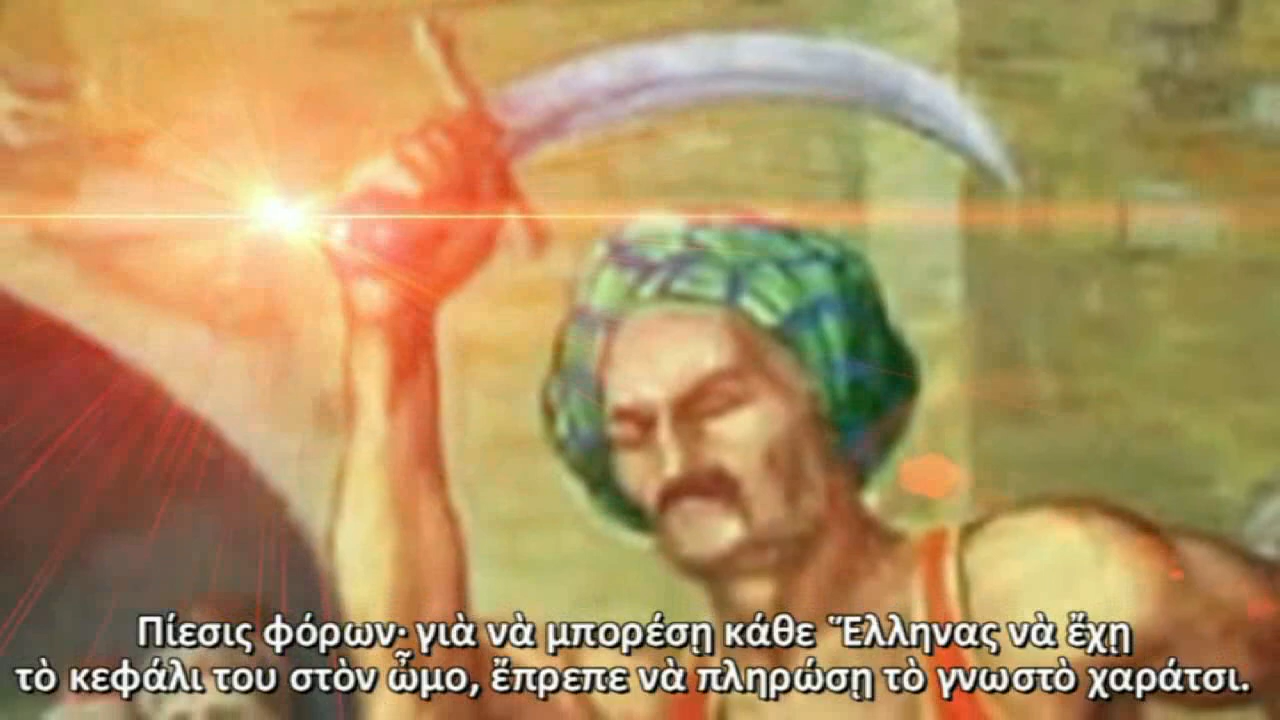 Πίεσις φόρων· γιὰ νὰ μπορέσῃ κάθε Ἕλληνας νὰ ἔχῃ
τὸ κεφάλι του στὸν ὦμο, ἔπρεπε νὰ πληρώσῃ τὸ γνωστὸ χαράτσι.